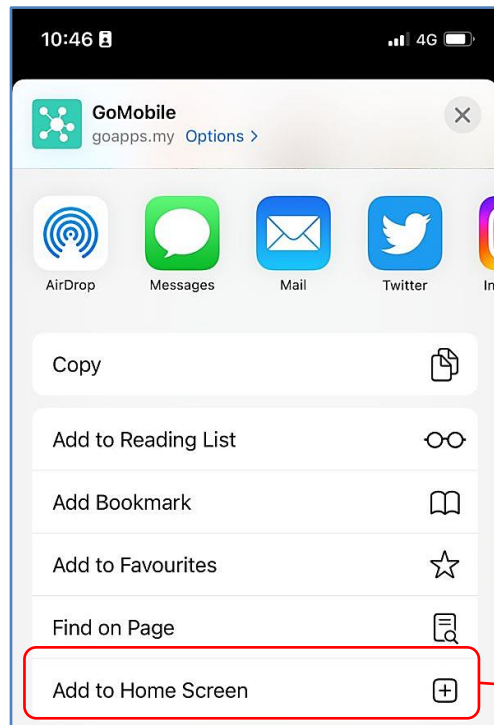 10:46 4G
GoMobile
goapps.my Options >
AirDrop Messages Mail Twitter In
Copy
Add to Reading List
Add Bookmark
Add to Favourites
Find on Page
Add to Home Screen